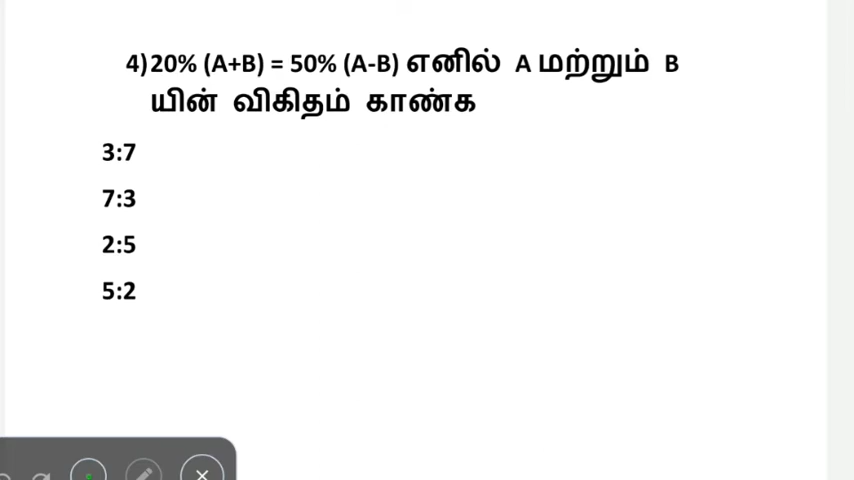 4)20% (A+B) = 50% (A-B) எனில் A மற்றும் B
யின் விகிதம் காண்க
3:7
7:3
2:5
5:2